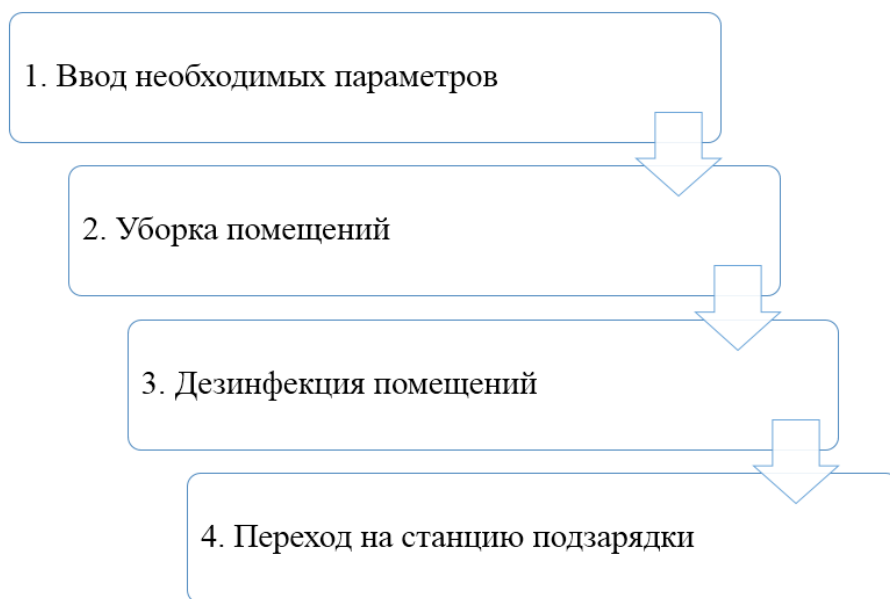 1. Ввод необходимых параметров
2. Уборка помещений
3. Дезинфекция помещений
4. Переход на станцию подзарядки